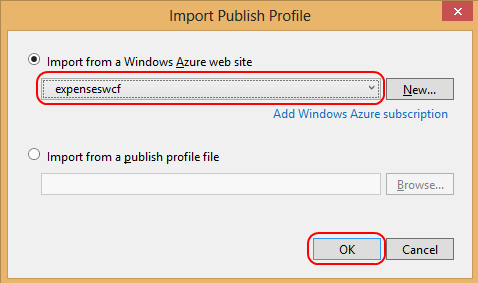 Import Publish Profile
Import from a Windows Azure web site
expenseswcf
New...
Add Windows Azure subscription
Import from a publish profile file
Browse...
OK
Cancel